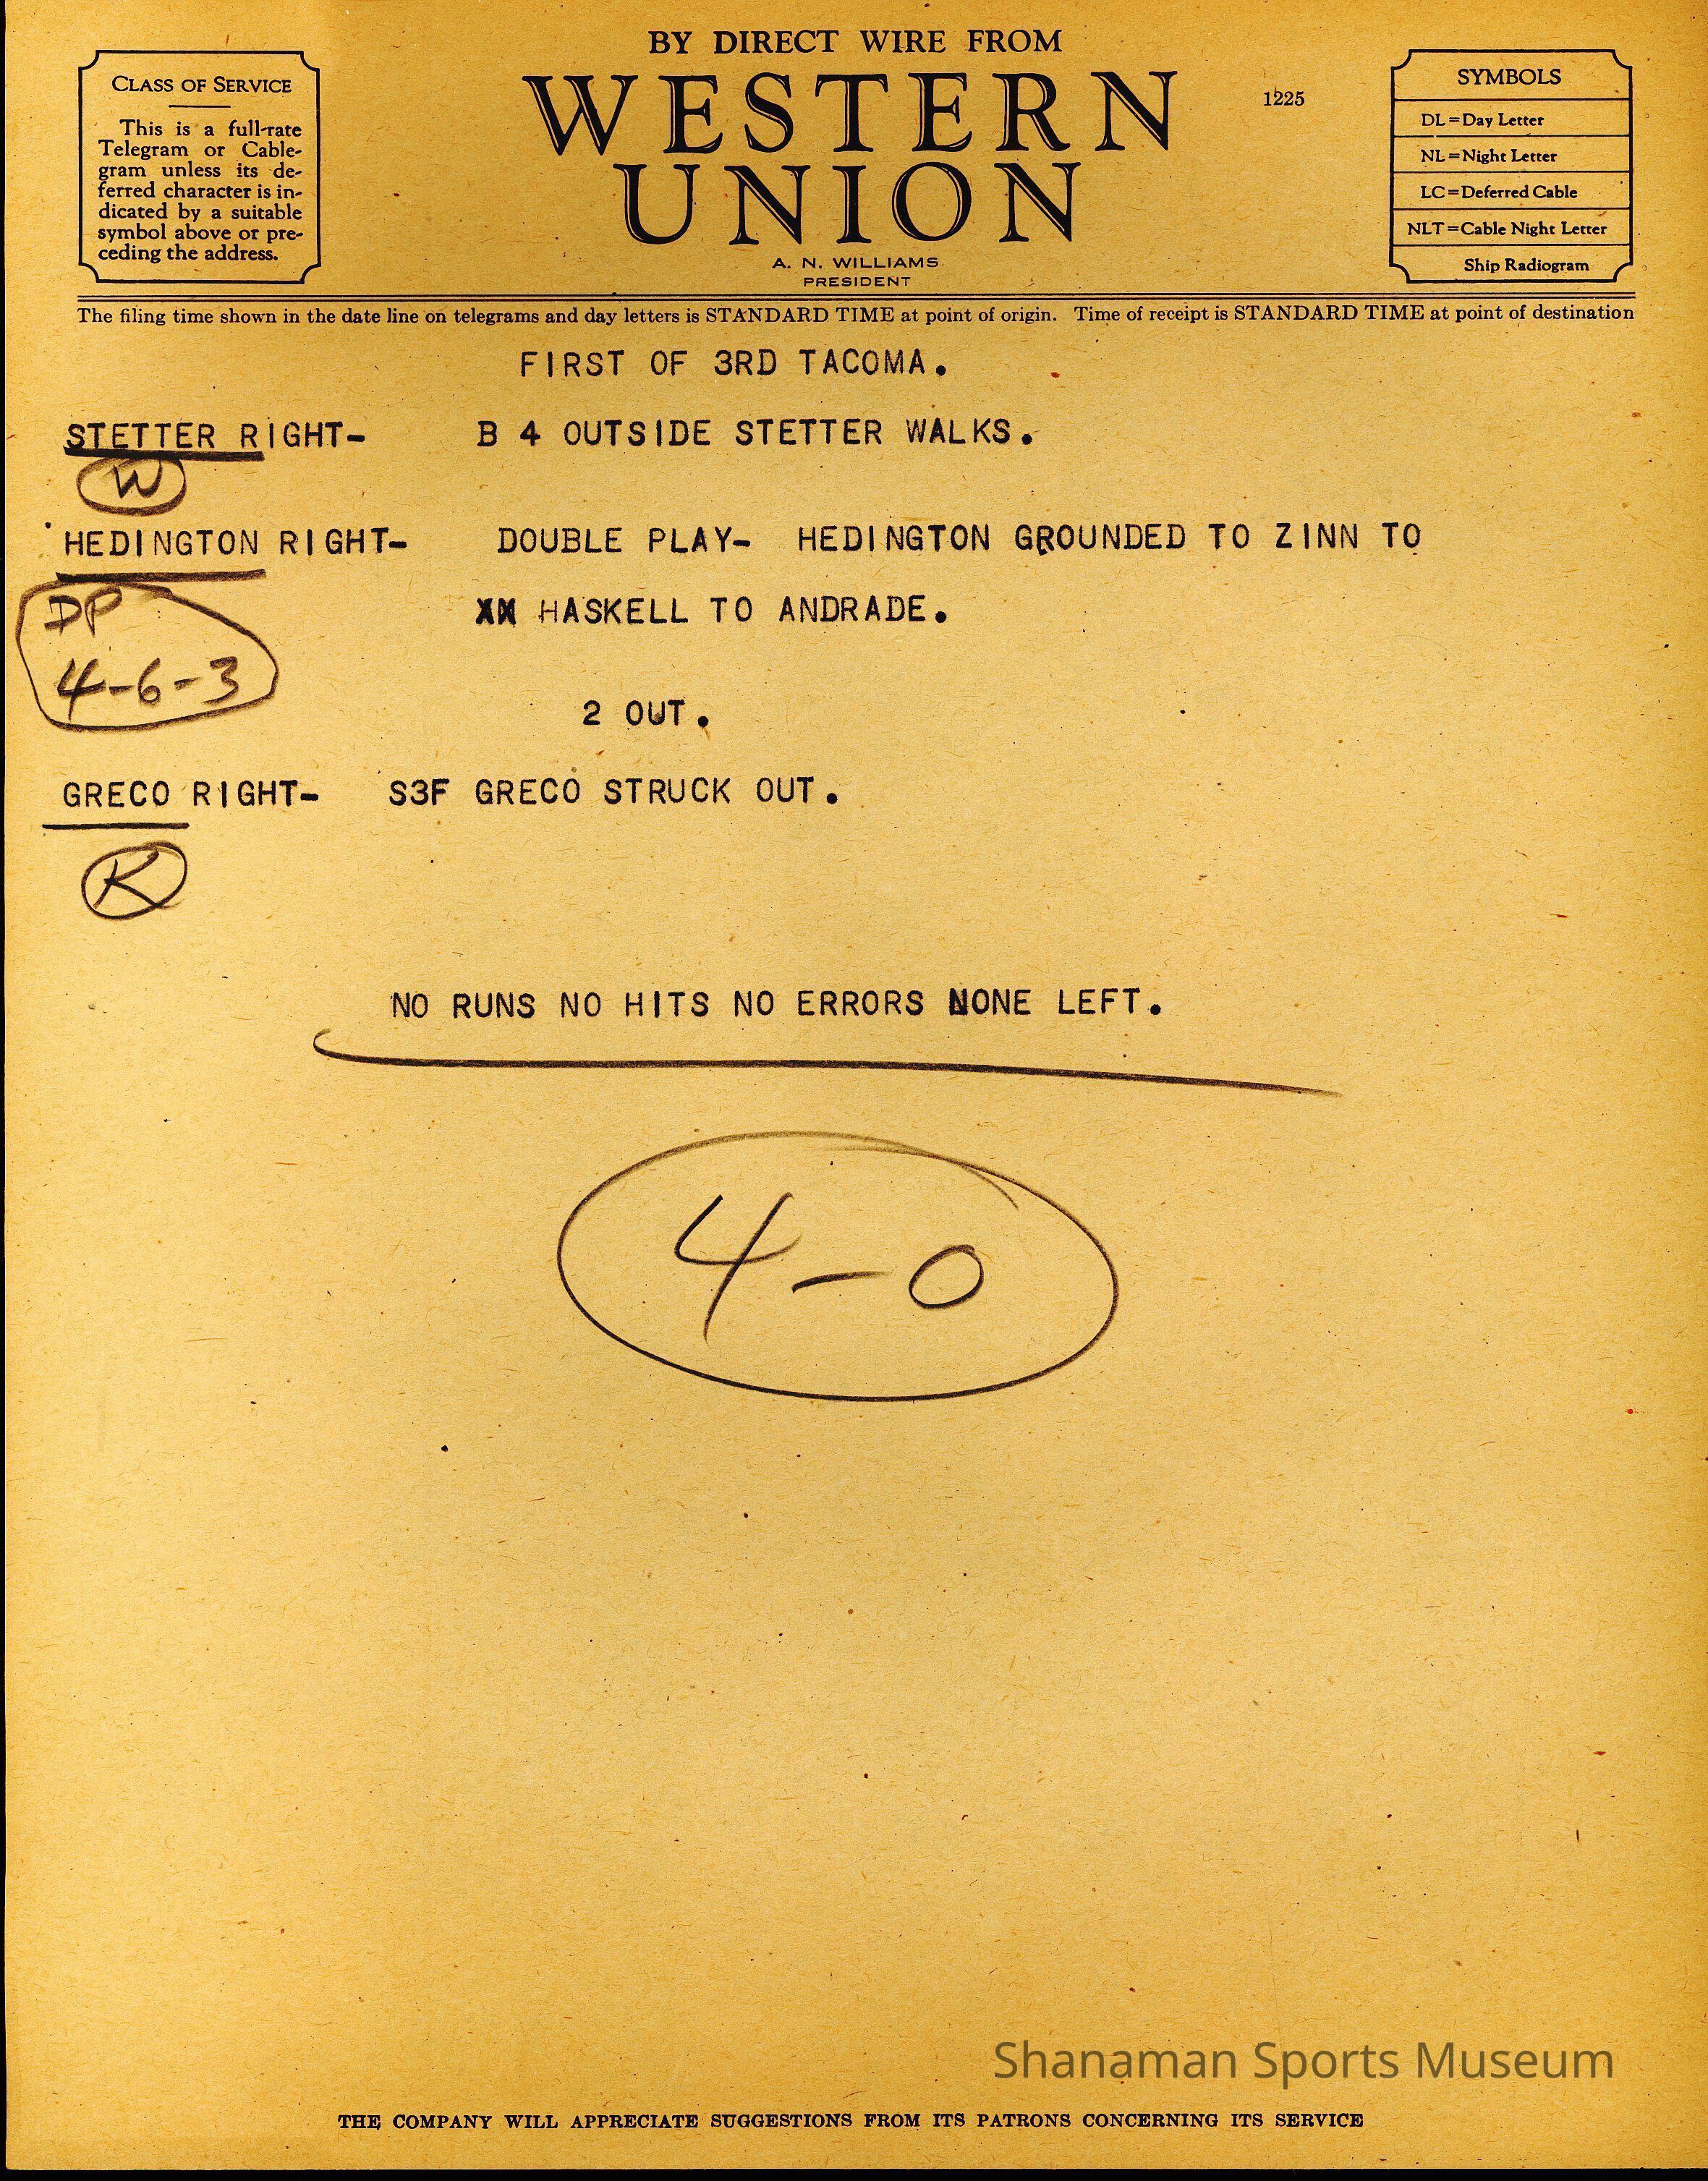 BY DIRECT WIRE FROM
WESTERN
UNION
1225
A. N. WILLIAMS
PRESIDENT
CLASS OF SERVICE
This is a full-rate
Telegram or Cable-
gram unless its de-
ferred character is in-
dicated by a suitable
symbol above or pre-
ceding the address.
SYMBOLS
DL=Day Letter
NL=Night Letter
LC=Deferred Cable
NLT=Cable Night Letter
Ship Radiogram
The filing time shown in the date line on telegrams and day letters is STANDARD TIME at point of origin. Time of receipt is STANDARD TIME at point of destination
FIRST OF 3RD TACOMA.
STETTER RIGHT- B 4 OUTSIDE STETTER WALKS.
W
HEDINGTON RIGHT- DOUBLE PLAY- HEDINGTON GROUNDED TO ZINN TO
DP
HASKELL TO ANDRADE.
4-6-3
2 OUT.
GRECO RIGHT- S3F GRECO STRUCK OUT.
K
NO RUNS NO HITS NO ERRORS NONE LEFT.
4-0
Shanaman Sports Museum
THE COMPANY WILL APPRECIATE SUGGESTIONS FROM ITS PATRONS CONCERNING ITS SERVICE